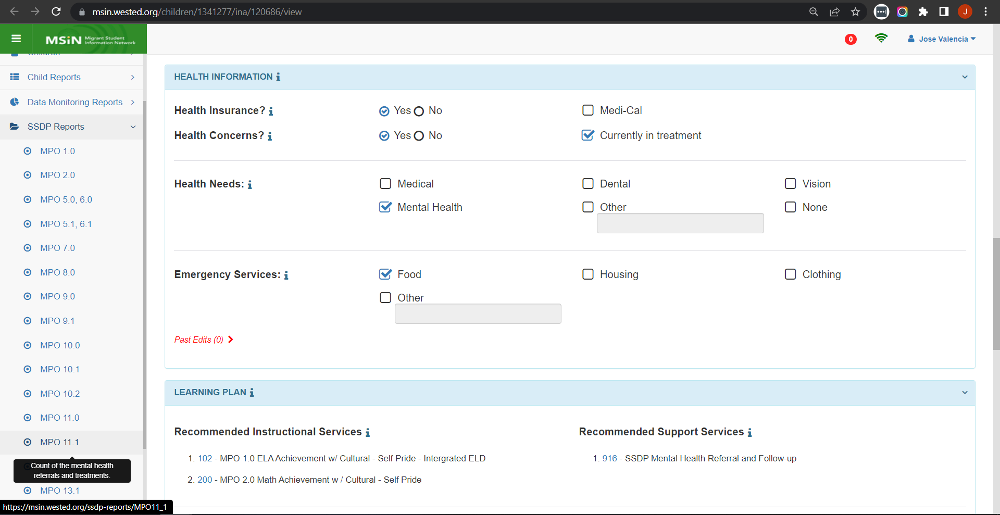 msin.wested.org/children/1341277/ina/120686/view
J
MSiN Migrant Student
Information Network
0
Jose Valencia
Children
Child Reports
Data Monitoring Reports
SSDP Reports
MPO 1.0
MPO 2.0
MPO 5.0, 6.0
MPO 5.1, 6.1
MPO 7.0
MPO 8.0
MPO 9.0
MPO 9.1
MPO 10.0
MPO 10.1
MPO 10.2
MPO 11.0
MPO 11.1
Count of the mental health
referrals and treatments.
MPO 13.1
https://msin.wested.org/ssdp-reports/MPO11_1
HEALTH INFORMATION
Health Insurance? Yes No Medi-Cal
Health Concerns? Yes No Currently in treatment
Health Needs: Medical Dental Vision
Mental Health Other None
Emergency Services: Food Housing Clothing
Other
Past Edits (0)
LEARNING PLAN
Recommended Instructional Services
1. 102 - MPO 1.0 ELA Achievement w/ Cultural - Self Pride - Intergrated ELD
2. 200 - MPO 2.0 Math Achievement w / Cultural - Self Pride
Recommended Support Services
1. 916 - SSDP Mental Health Referral and Follow-up